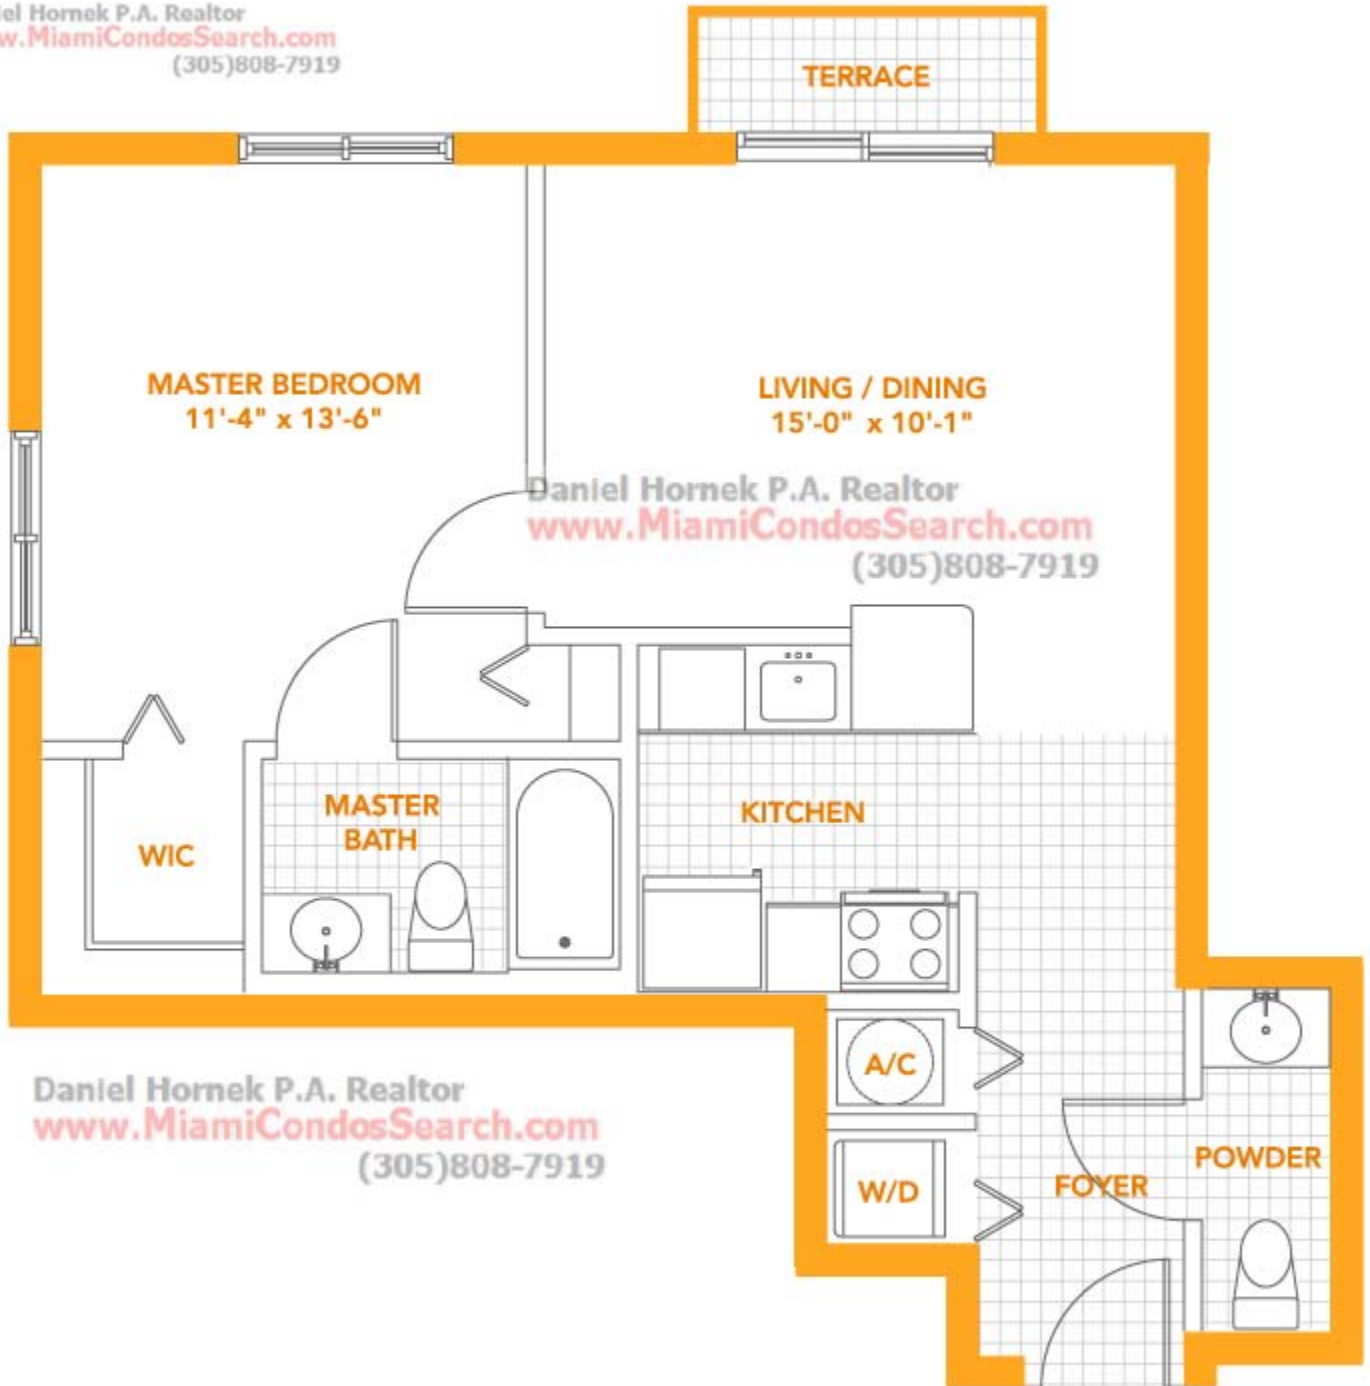 el Hornek P.A. Realtor
w.MiamiCondosSearch.com
(305)808-7919
TERRACE
MASTER BEDROOM
11'-4" x 13'-6"
LIVING / DINING
15'-0" x 10'-1"
Daniel Hornek P.A. Realtor
www.MiamiCondosSearch.com
(305)808-7919
MASTER
BATH
KITCHEN
WIC
A/C
Daniel Hornek P.A. Realtor
www.MiamiCondosSearch.com
(305)808-7919
W/D
FOYER
POWDER